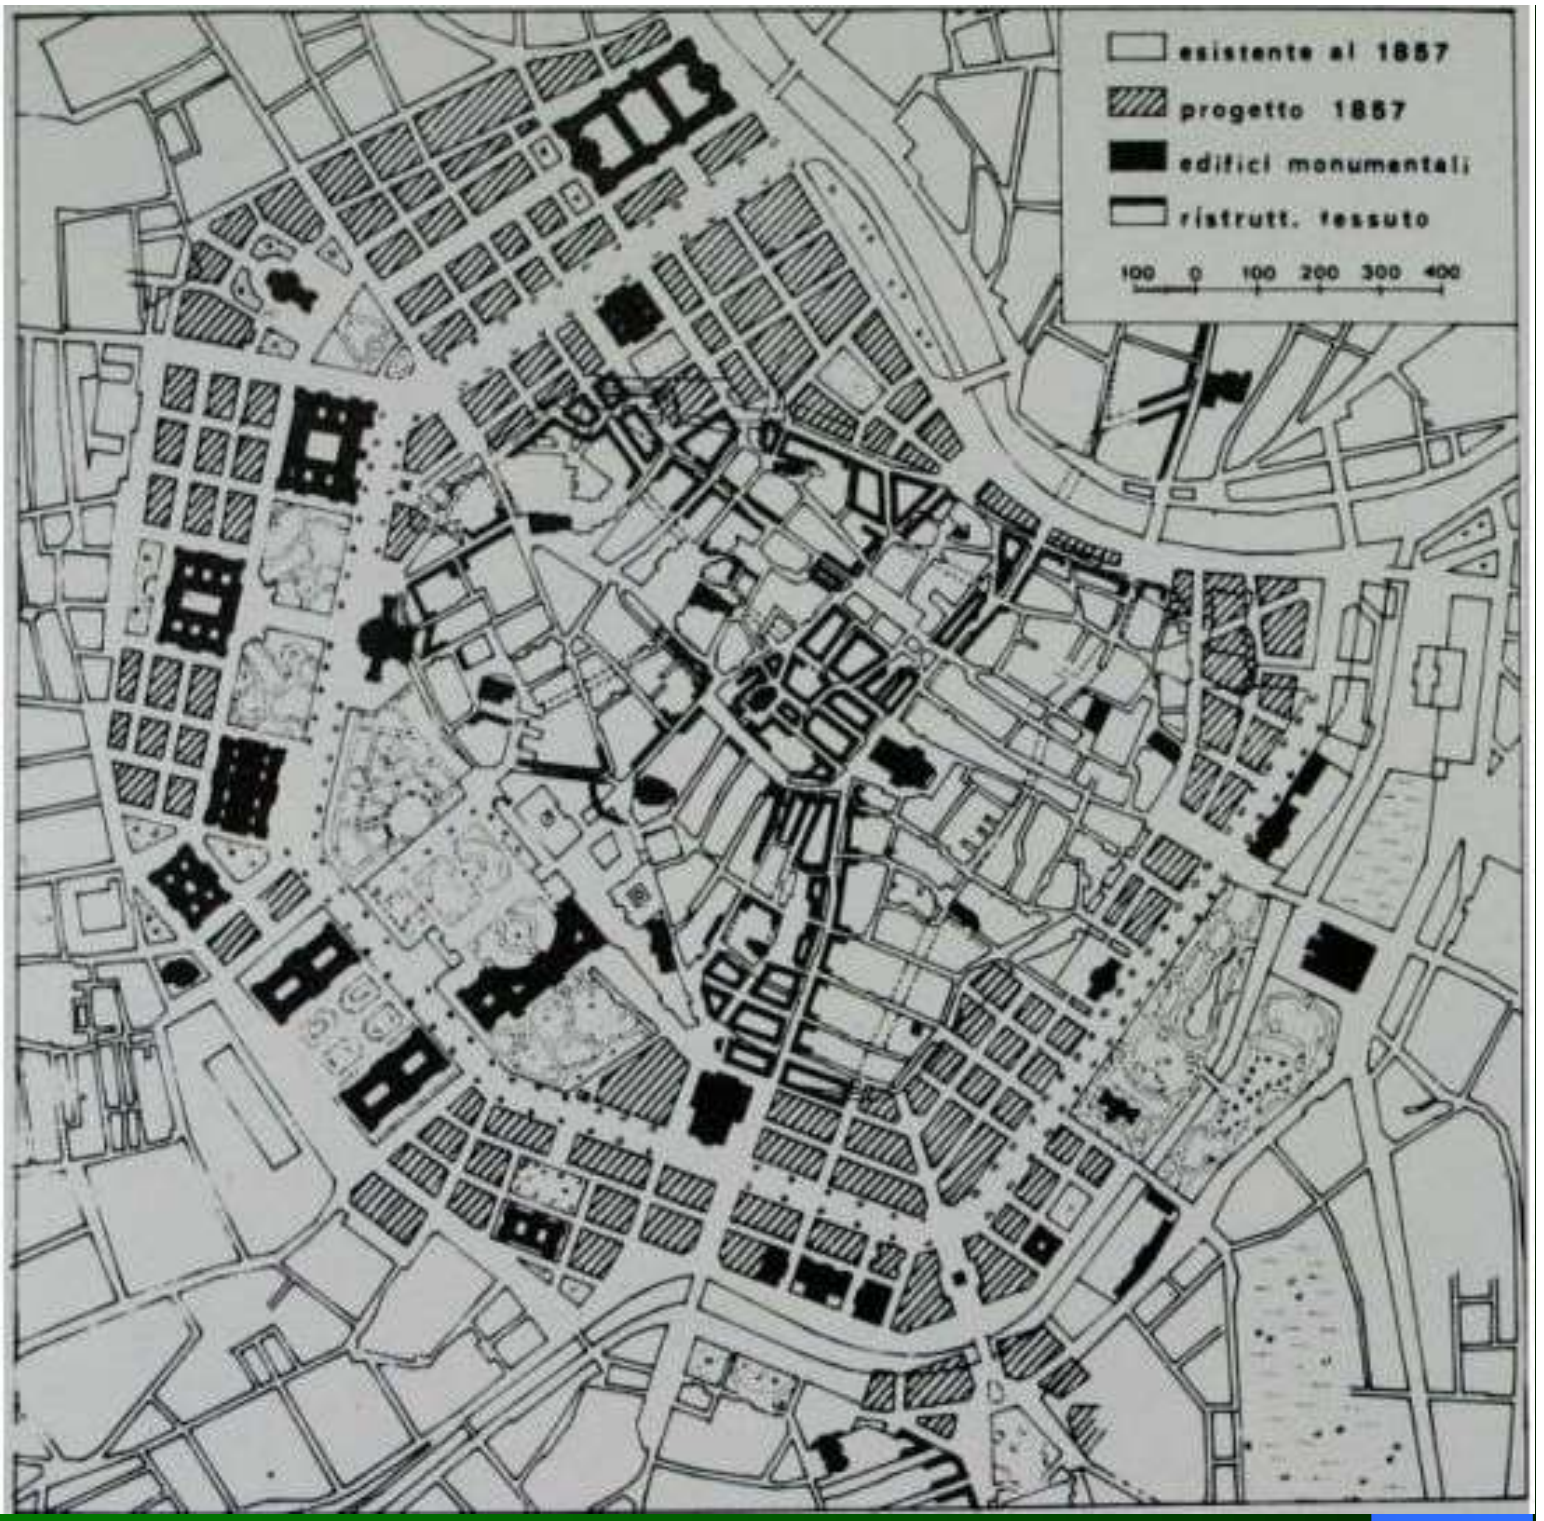 esistente al 1857
progetto 1857
edifici monumentali
ristrutt. tessuto
100 0 100 200 300 400